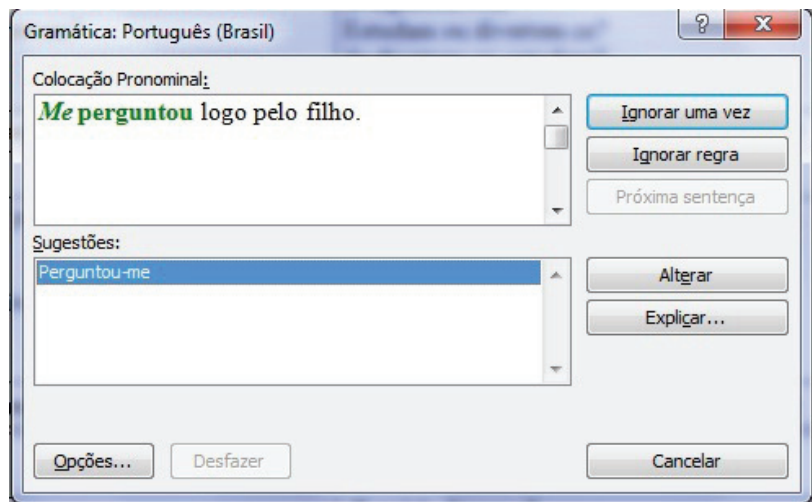 Gramática: Português (Brasil)
Colocação Pronominal:
Me perguntou logo pelo filho.
Ignorar uma vez
Ignorar regra
Próxima sentença
Sugestões:
Perguntou-me
Alterar
Explicar...
Opções...
Desfazer
Cancelar